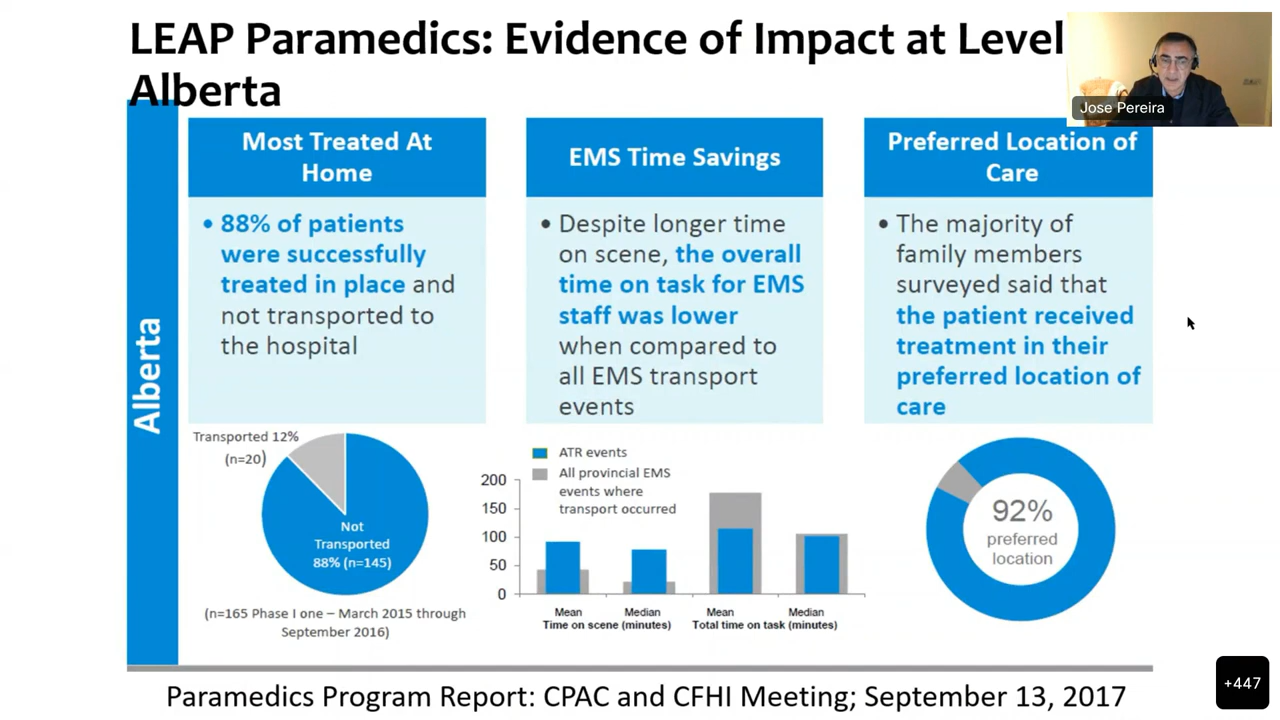 LEAP Paramedics: Evidence of Impact at Level
Alberta
Jose Pereira
Alberta
Most Treated At
Home
• 88% of patients
were successfully
treated in place and
not transported to
the hospital
Transported 12%
(n=20)
Not
Transported
88% (n=145)
(n=165 Phase I one – March 2015 through
September 2016)
EMS Time Savings
• Despite longer time
on scene, the overall
time on task for EMS
staff was lower
when compared to
all EMS transport
events
ATR events
All provincial EMS
events where
transport occurred
200
150
100
50
0
Mean Median Mean Median
Time on scene (minutes) Total time on task (minutes)
Preferred Location of
Care
• The majority of
family members
surveyed said that
the patient received
treatment in their
preferred location of
care
92%
preferred
location
+447
Paramedics Program Report: CPAC and CFHI Meeting; September 13, 2017